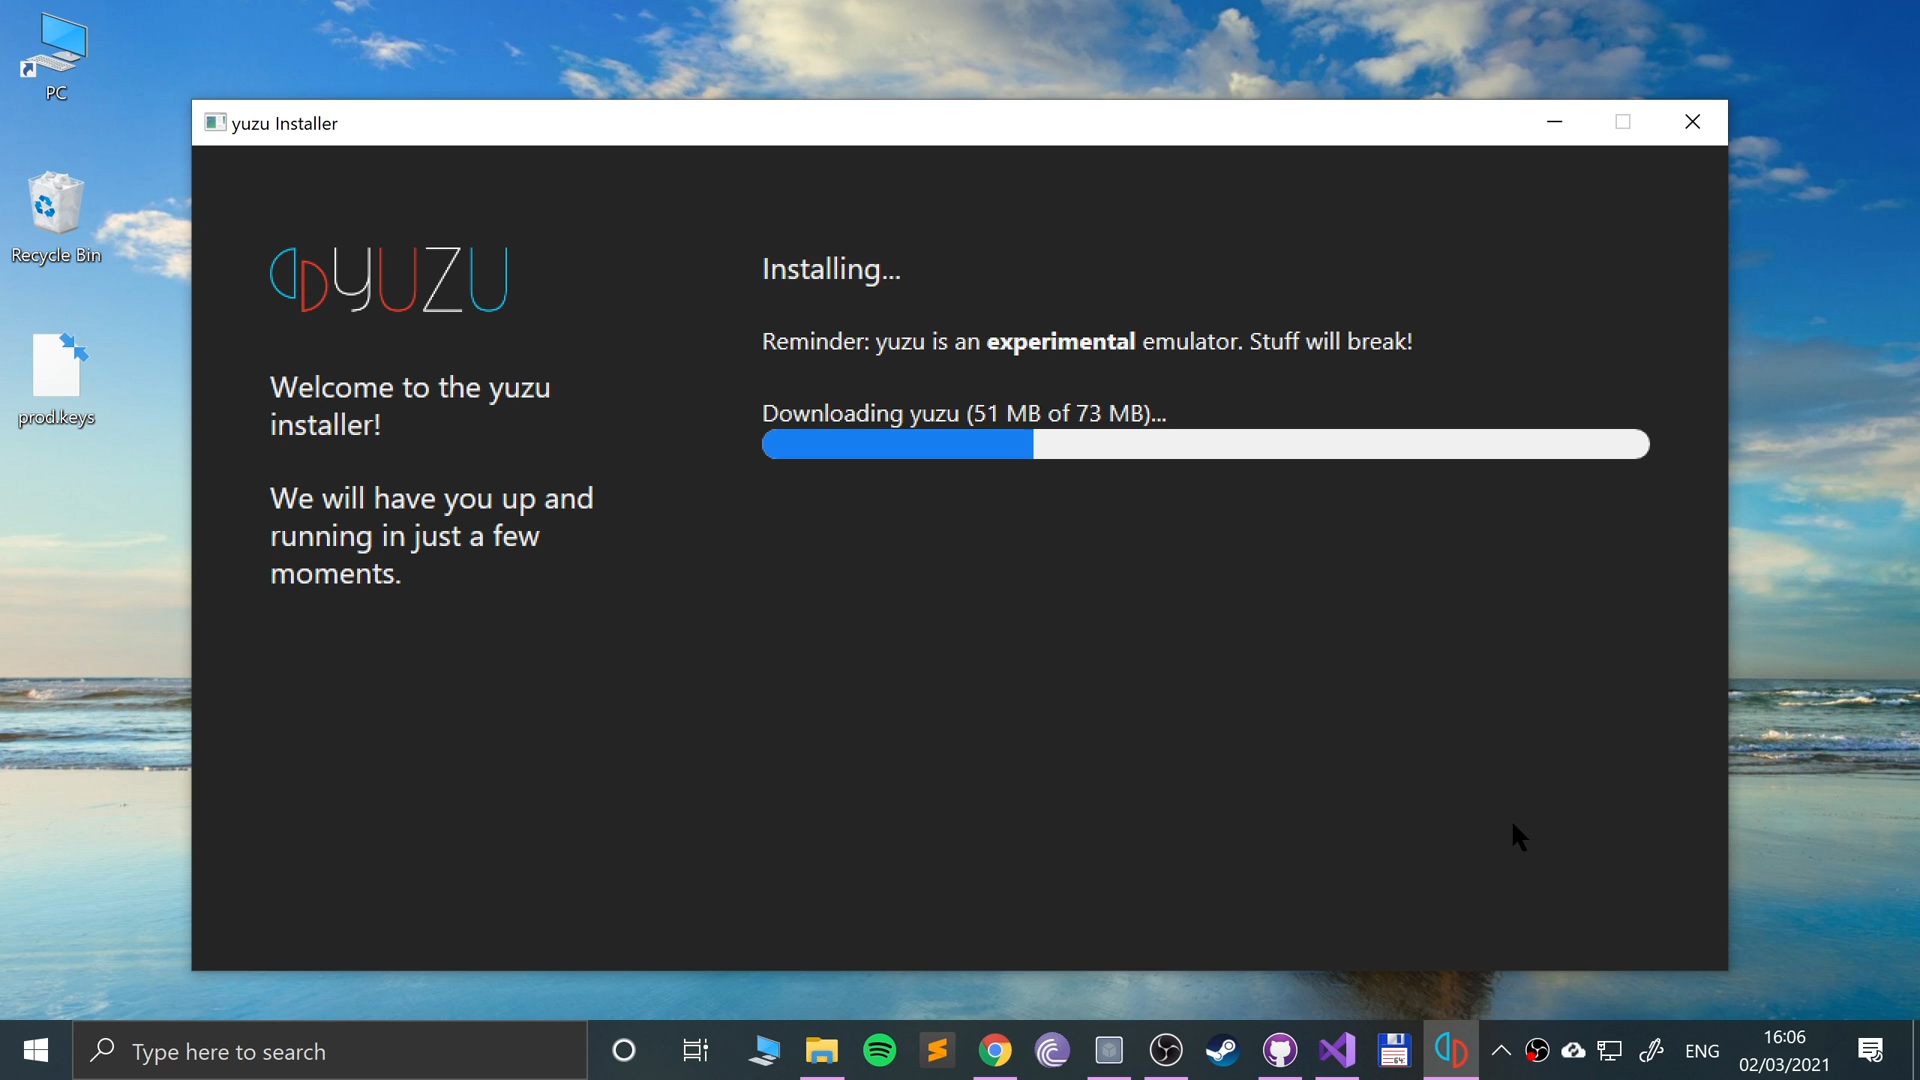 PC
Recycle Bin
prod.keys
yuzu Installer
YUZU
Welcome to the yuzu
installer!
We will have you up and
running in just a few
moments.
Installing...
Reminder: yuzu is an experimental emulator. Stuff will break!
Downloading yuzu (51 MB of 73 MB)...
Type here to search
64
ENG
16:06
02/03/2021